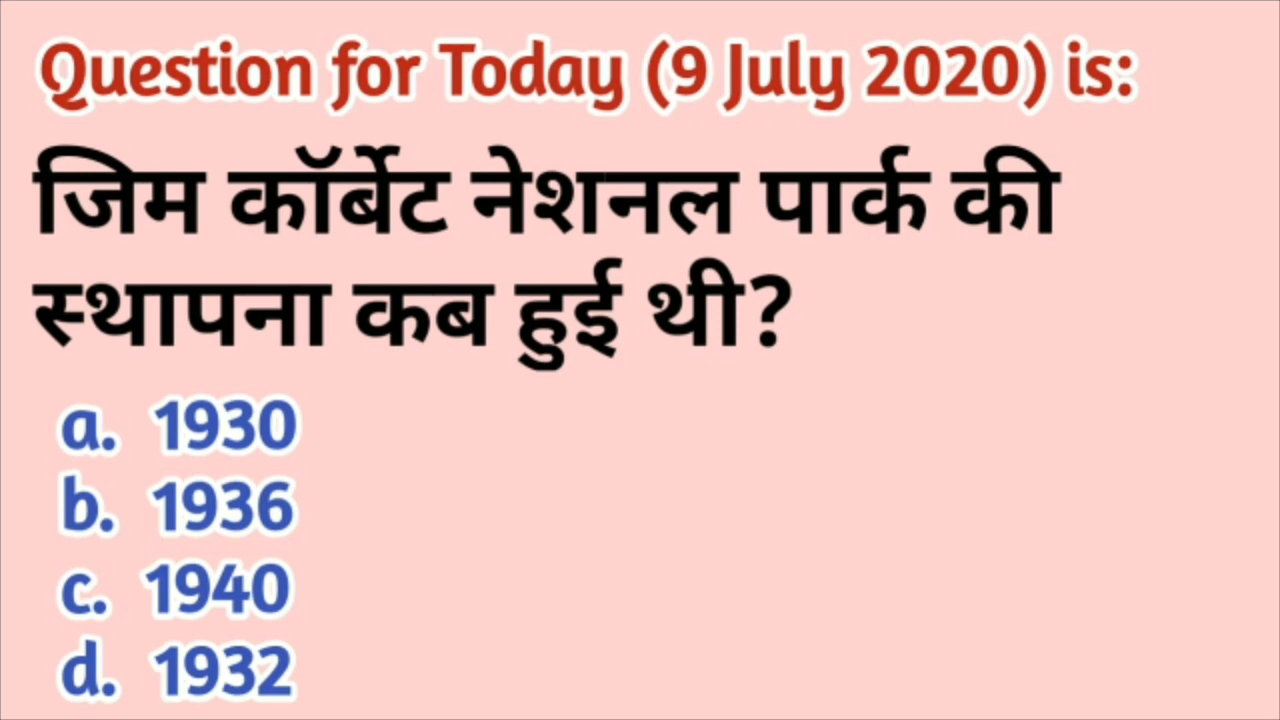 Question for Today (9 July 2020) is:
जिम कॉर्बेट नेशनल पार्क की
स्थापना कब हुई थी?
a. 1930
b. 1936
c. 1940
d. 1932